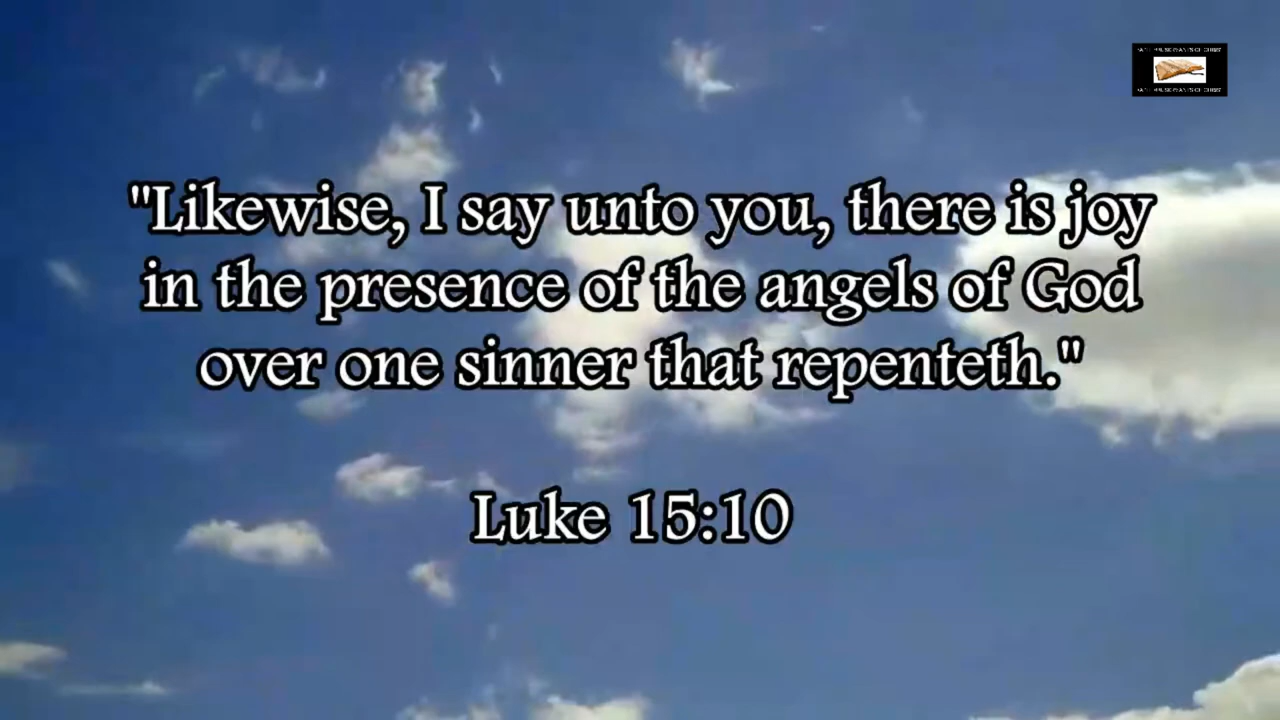 "Likewise, I say unto you, there is joy
in the presence of the angels of God
over one sinner that repenteth."
Luke 15:10